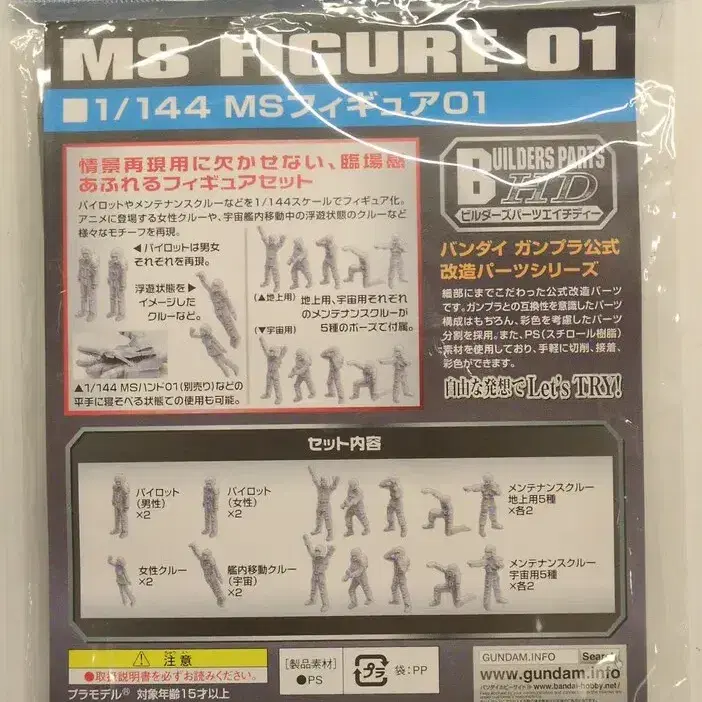 MS FIGURE 01
■1/144 MSフィギュア01
情景再現用に欠かせない、臨場感
あふれるフィギュアセット
パイロットやメンテナンスクルーなどを1/144スケールでフィギュア化。
アニメに登場する女性クルーや、宇宙艦内移動中の浮遊状態のクルーなど
様々なモチーフを再現。
◀パイロットは男女
それぞれを再現。
浮遊状態を▶
イメージした
クルーなど。
(▲地上用)
地上用、宇宙用それぞれ
のメンテナンスクルーが
5種のポーズで付属。
(▼宇宙用)
▲1/144 MSハンド01(別売り)などの
平手に寝そべる状態での使用も可能。
BUILDERS PARTS
HD
ビルダーズパーツエイチディー
バンダイ ガンプラ公式
改造パーツシリーズ
細部にまでこだわった公式改造パーツ
です。ガンプラとの互換性を意識したパーツ
構成はもちろん、彩色を考慮したパーツ
分割を採用。また、PS(スチロール樹脂)
素材を使用しており、手軽に切削、接着、
彩色ができます。
自由な発想でLet's TRY!
セット内容
パイロット
(男性)
×2
パイロット
(女性)
×2
メンテナンスクルー
地上用5種
×各2
女性クルー
×2
艦内移動クルー
(宇宙)
×2
メンテナンスクルー
宇宙用5種
×各2
注意
●取扱説明書を必ずお読みください。
プラモデル® 対象年齢15才以上
[製品素材]
●PS
プラ
袋:PP
GUNDAM.INFO
Search
www.gundam.info
バンダイホビーサイト
www.bandai-hobby.net/